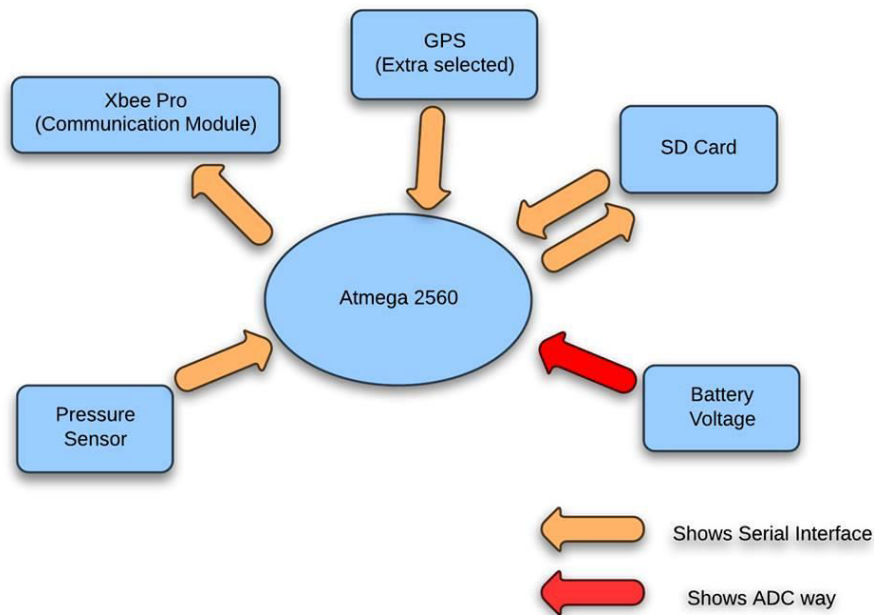 GPS
(Extra selected)
Xbee Pro
(Communication Module)
SD Card
Atmega 2560
Pressure
Sensor
Battery
Voltage
Shows Serial Interface
Shows ADC way